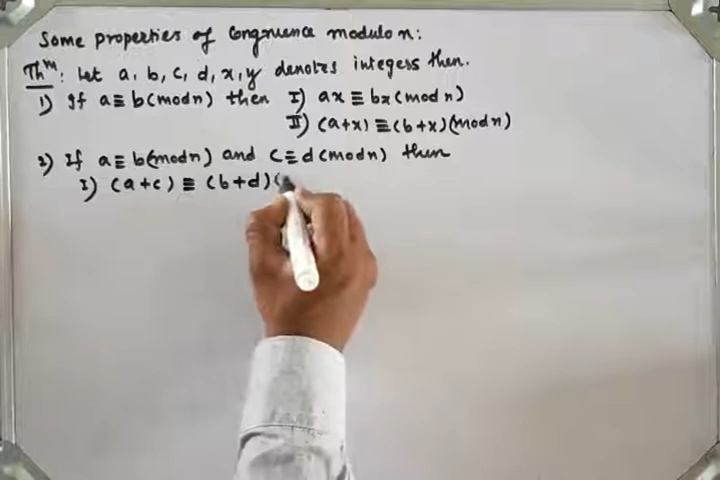 Some properties of Congruence modulo n:
Thᵐ: Let a, b, c, d, x, y denotes integers then.
1) If a ≡ b (mod n) then I) ax ≡ bx (mod n)
II) (a+x) ≡ (b+x) (mod n)
2) If a ≡ b (mod n) and c ≡ d (mod n) then
I) (a+c) ≡ (b+d) (